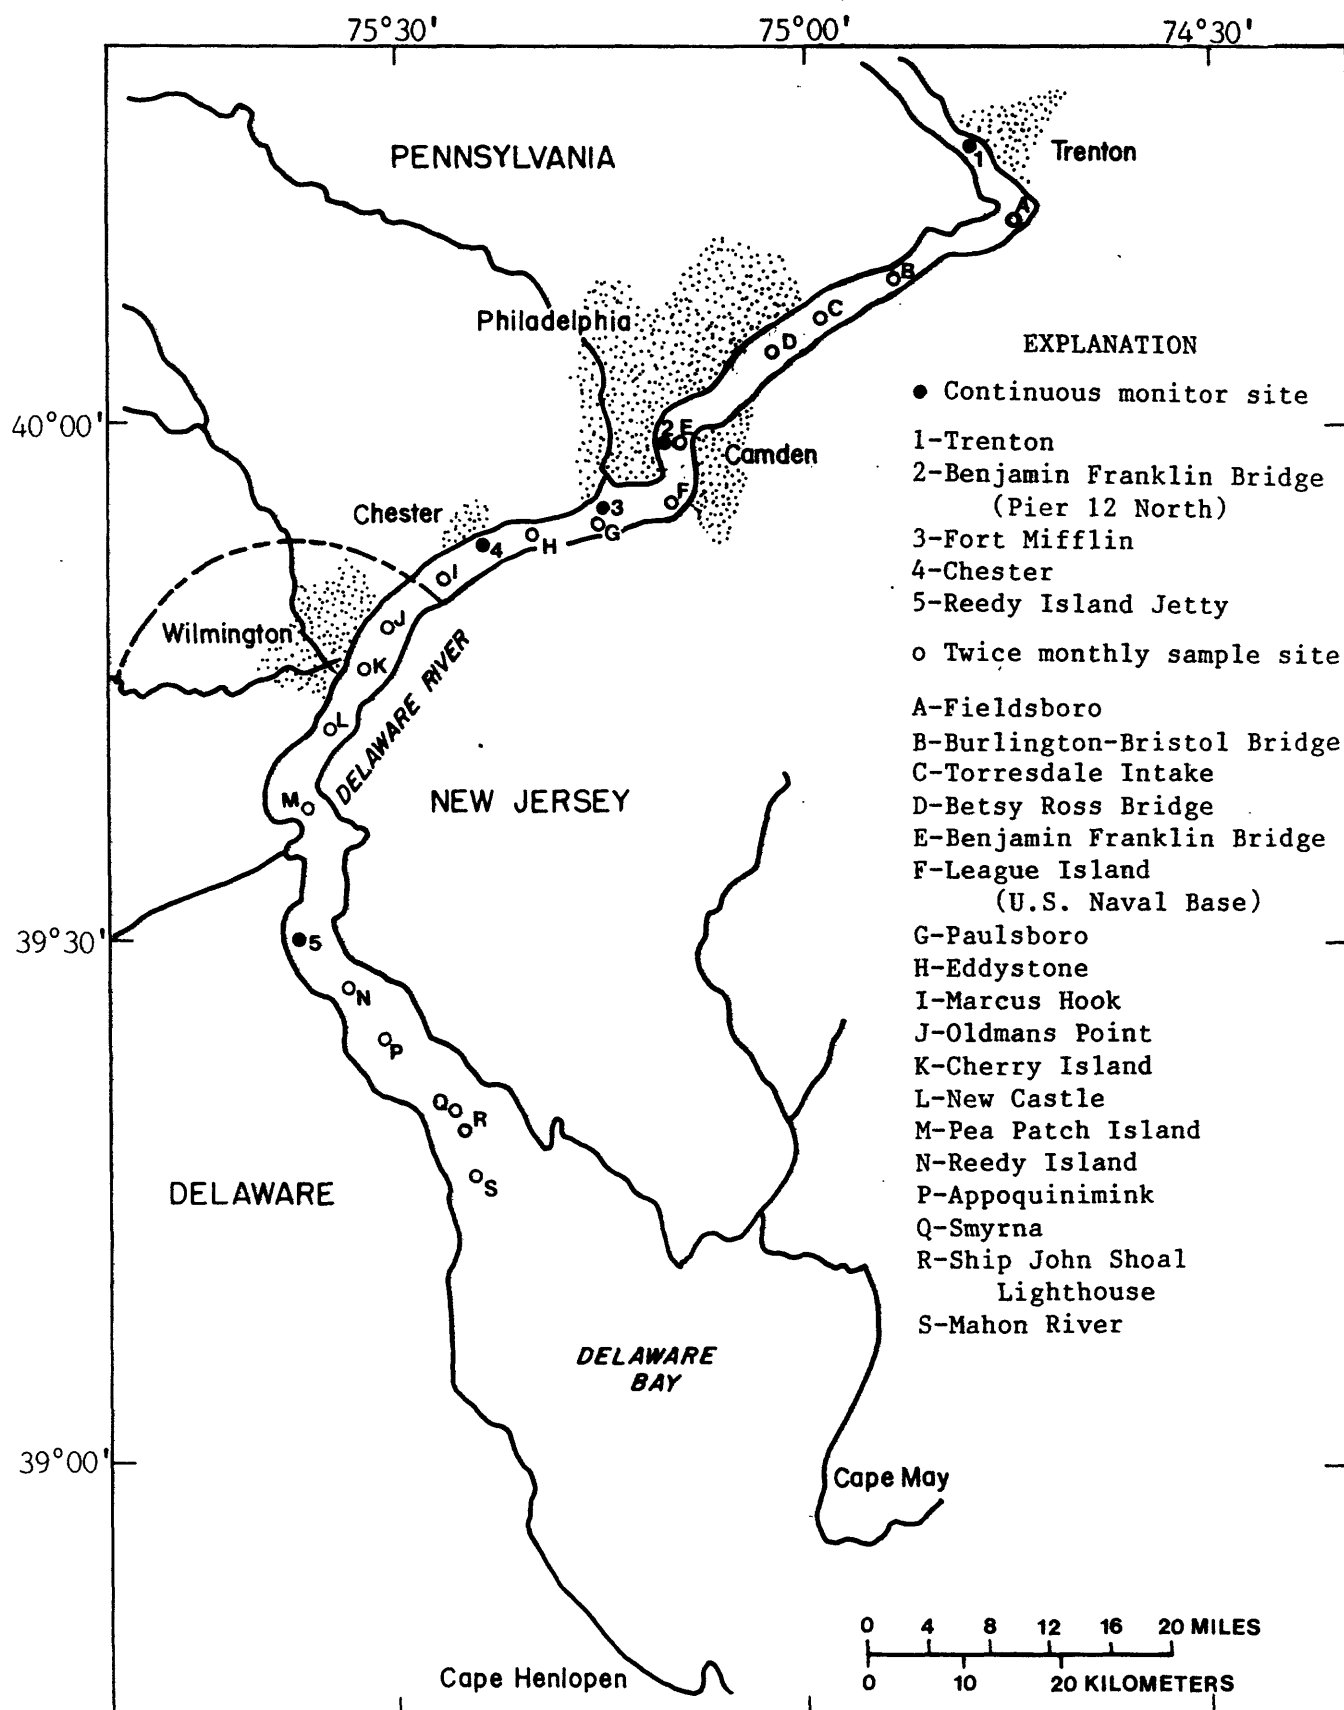 75°30'
75°00'
74°30'
PENNSYLVANIA
1
Trenton
A
B
Philadelphia
C
D
EXPLANATION
● Continuous monitor site
40°00'
2 E
Camden
1-Trenton
2-Benjamin Franklin Bridge
(Pier 12 North)
3-Fort Mifflin
4-Chester
5-Reedy Island Jetty
o Twice monthly sample site
F
Chester
3
G
H
4
I
Wilmington
J
K
L
DELAWARE RIVER
M
NEW JERSEY
A-Fieldsboro
B-Burlington-Bristol Bridge
C-Torresdale Intake
D-Betsy Ross Bridge
E-Benjamin Franklin Bridge
F-League Island
(U.S. Naval Base)
G-Paulsboro
H-Eddystone
I-Marcus Hook
J-Oldmans Point
K-Cherry Island
L-New Castle
M-Pea Patch Island
N-Reedy Island
P-Appoquinimink
Q-Smyrna
R-Ship John Shoal
Lighthouse
S-Mahon River
39°30'
5
N
P
Q
R
S
DELAWARE
DELAWARE
BAY
39°00'
Cape May
Cape Henlopen
0 4 8 12 16 20 MILES
0 10 20 KILOMETERS